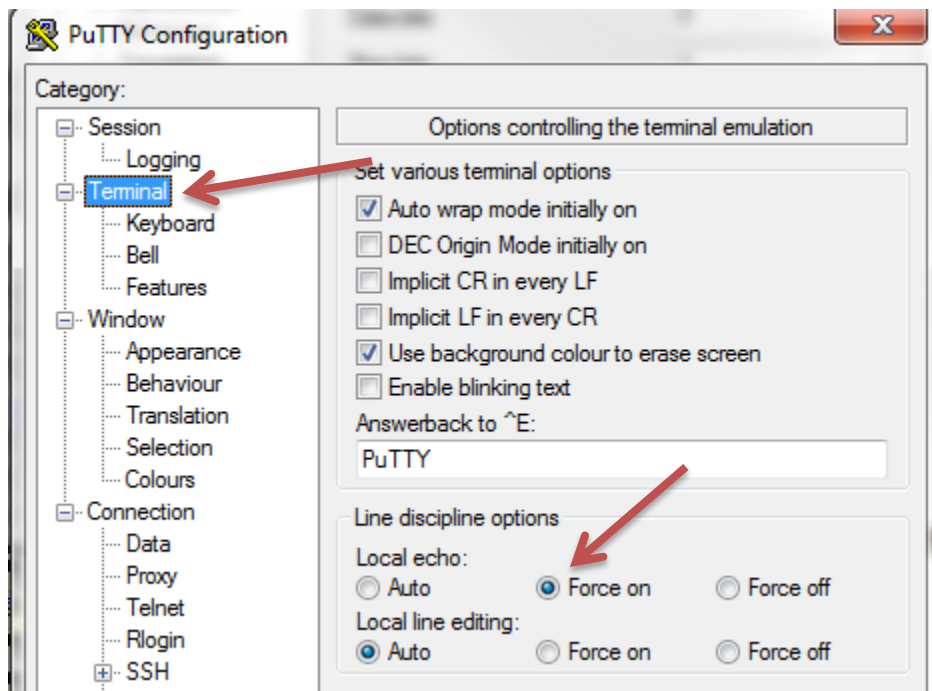 PuTTY Configuration
Category:
Session
Logging
Terminal
Keyboard
Bell
Features
Window
Appearance
Behaviour
Translation
Selection
Colours
Connection
Data
Proxy
Telnet
Rlogin
SSH
Options controlling the terminal emulation
Set various terminal options
Auto wrap mode initially on
DEC Origin Mode initially on
Implicit CR in every LF
Implicit LF in every CR
Use background colour to erase screen
Enable blinking text
Answerback to ^E:
PuTTY
Line discipline options
Local echo:
Auto Force on Force off
Local line editing:
Auto Force on Force off